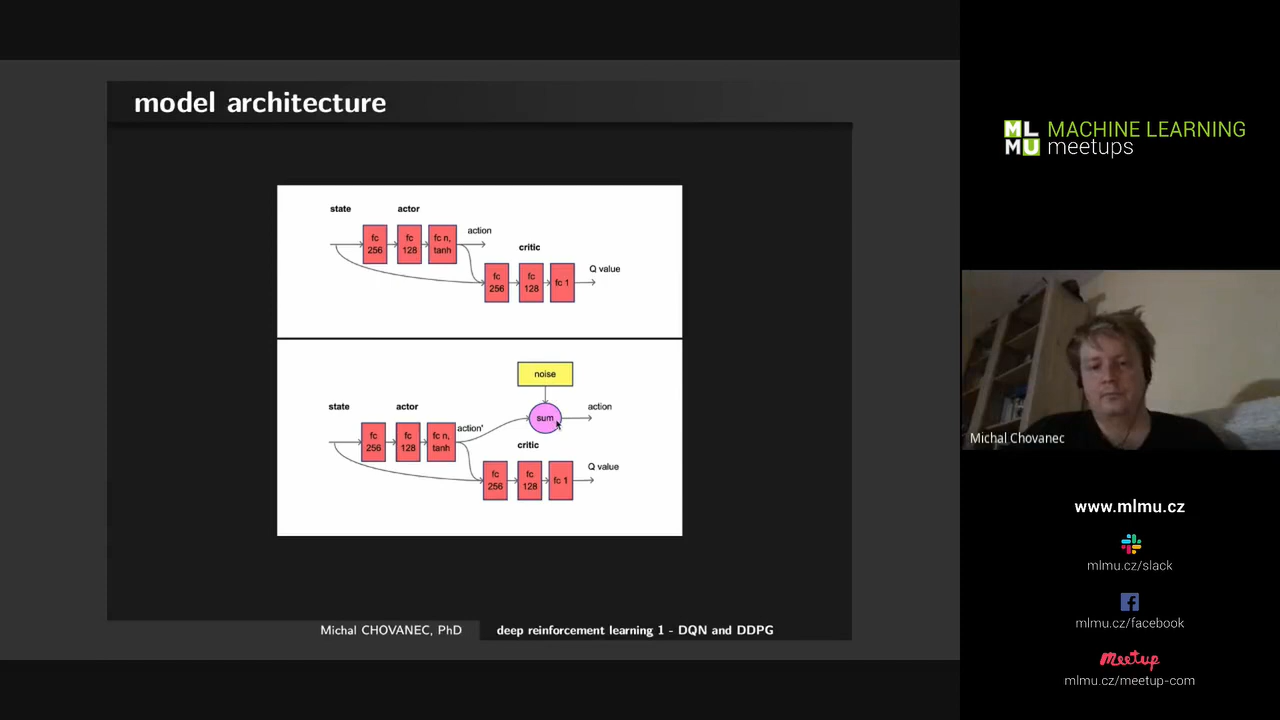 model architecture
state
actor
fc
256
fc
128
fc n,
tanh
action
critic
fc
256
fc
128
fc 1
Q value
noise
sum
action
state
actor
fc
256
fc
128
fc n,
tanh
action'
critic
fc
256
fc
128
fc 1
Q value
Michal CHOVANEC, PhD
deep reinforcement learning 1 - DQN and DDPG
ML
MU
MACHINE LEARNING
meetups
Michal Chovanec
www.mlmu.cz
mlmu.cz/slack
mlmu.cz/facebook
meetup
mlmu.cz/meetup-com